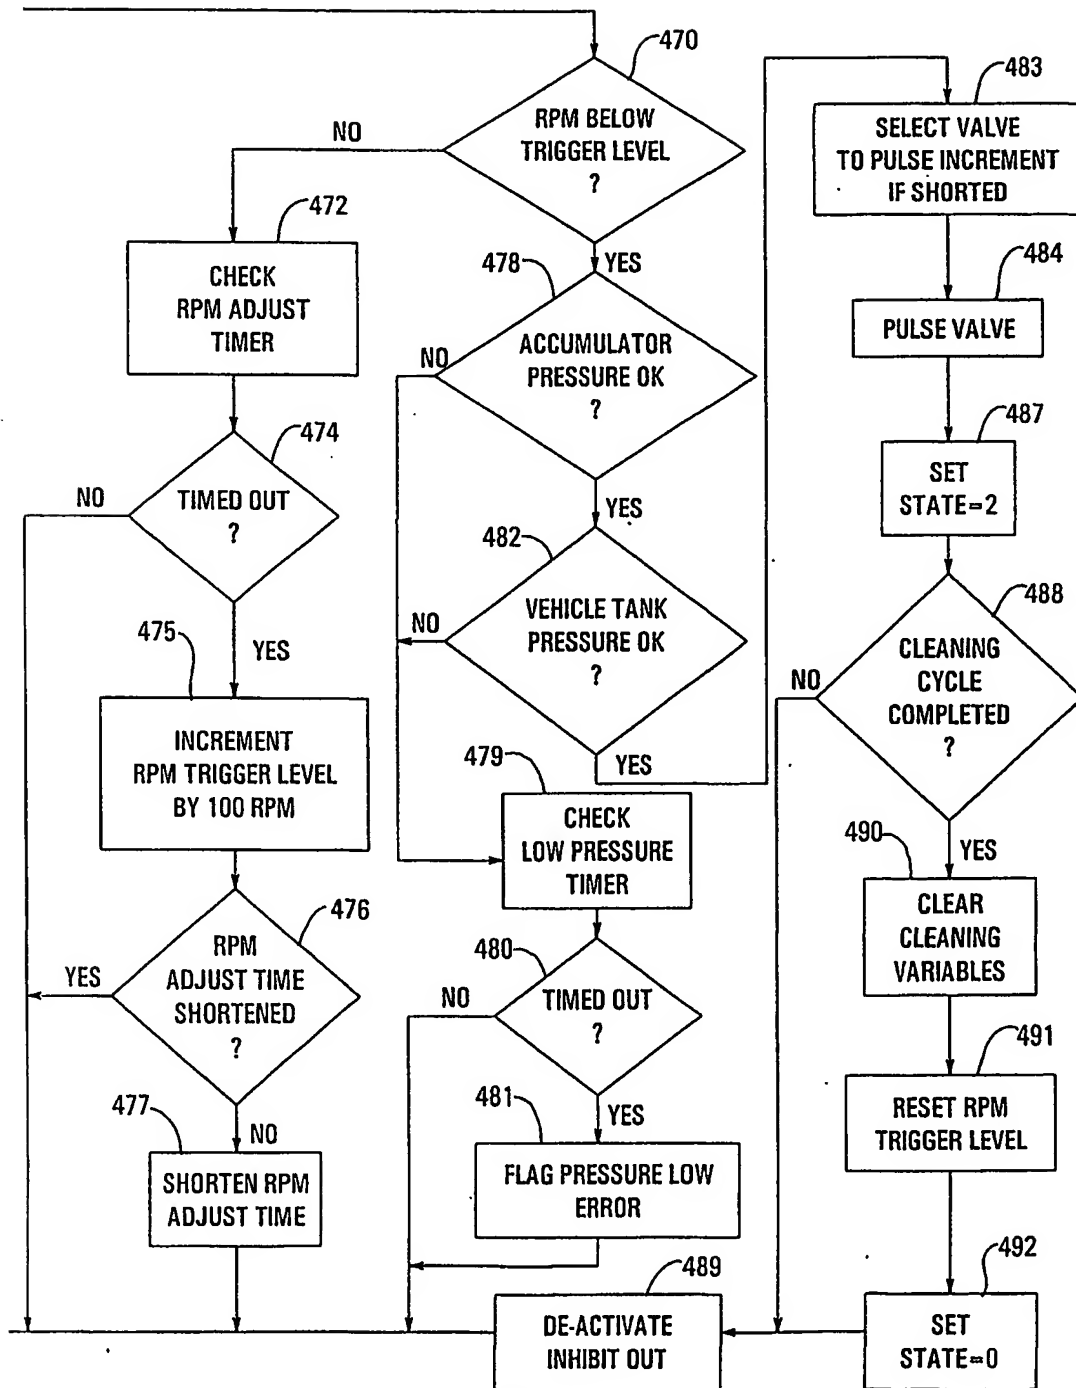 470
RPM BELOW
TRIGGER LEVEL
?
NO
YES
472
CHECK
RPM ADJUST
TIMER
474
TIMED OUT
?
NO
YES
475
INCREMENT
RPM TRIGGER LEVEL
BY 100 RPM
476
RPM
ADJUST TIME
SHORTENED
?
YES
NO
477
SHORTEN RPM
ADJUST TIME
478
ACCUMULATOR
PRESSURE OK
?
NO
YES
482
VEHICLE TANK
PRESSURE OK
?
NO
YES
479
CHECK
LOW PRESSURE
TIMER
480
TIMED OUT
?
NO
YES
481
FLAG PRESSURE LOW
ERROR
489
DE-ACTIVATE
INHIBIT OUT
483
SELECT VALVE
TO PULSE INCREMENT
IF SHORTED
484
PULSE VALVE
487
SET
STATE=2
488
CLEANING
CYCLE
COMPLETED
?
NO
YES
490
CLEAR
CLEANING
VARIABLES
491
RESET RPM
TRIGGER LEVEL
492
SET
STATE=0